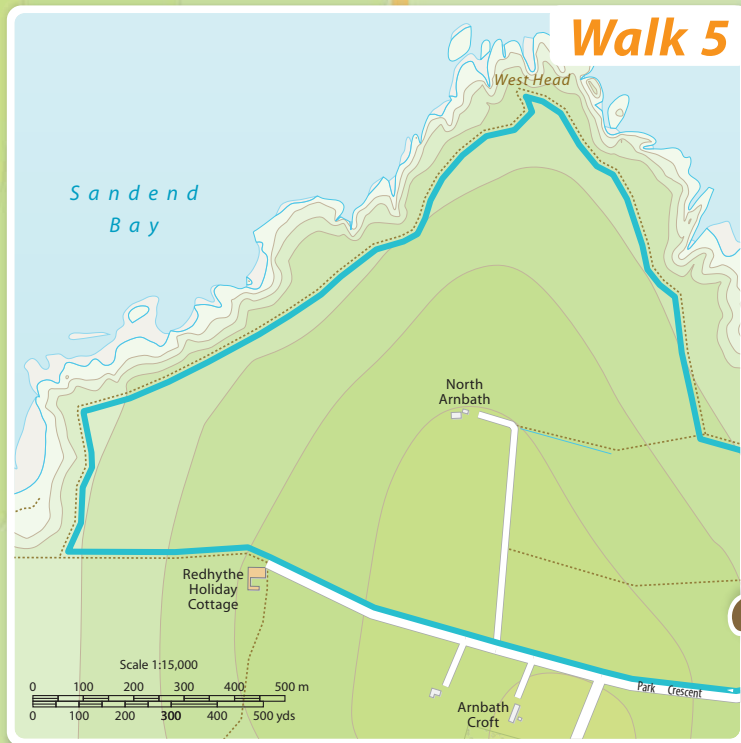 Walk 5
West Head
Sandend
Bay
North
Arnbath
Redhythe
Holiday
Cottage
Scale 1:15,000
0 100 200 300 400 500 m
0 100 200 300 400 500 yds
Park Crescent
Arnbath
Croft